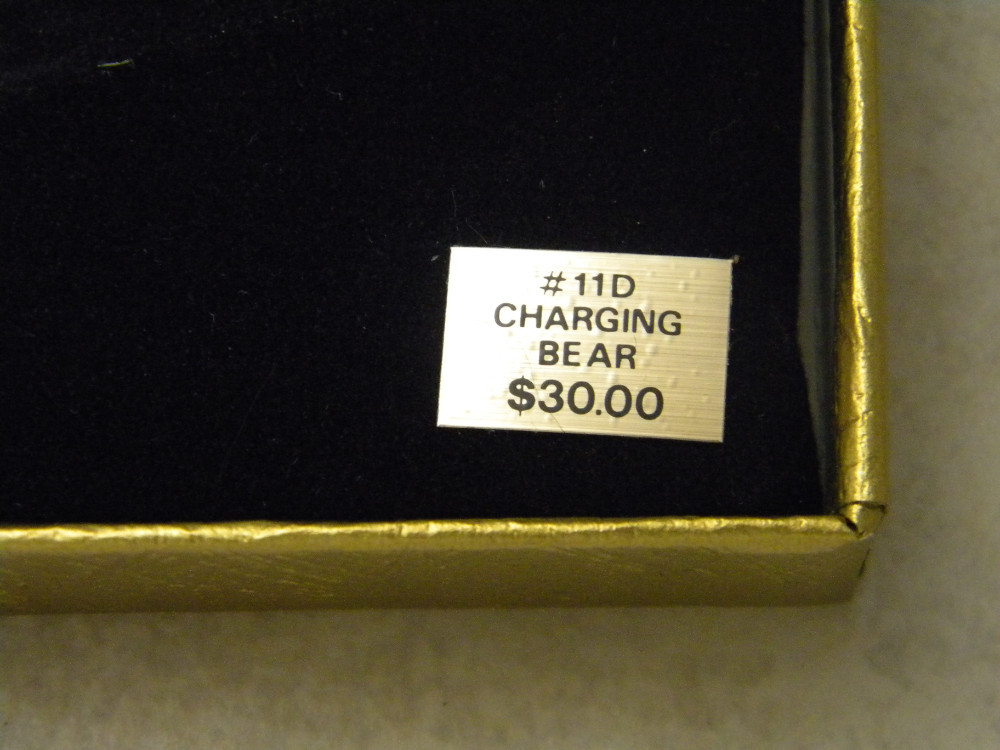 #11D
CHARGING
BEAR
$30.00